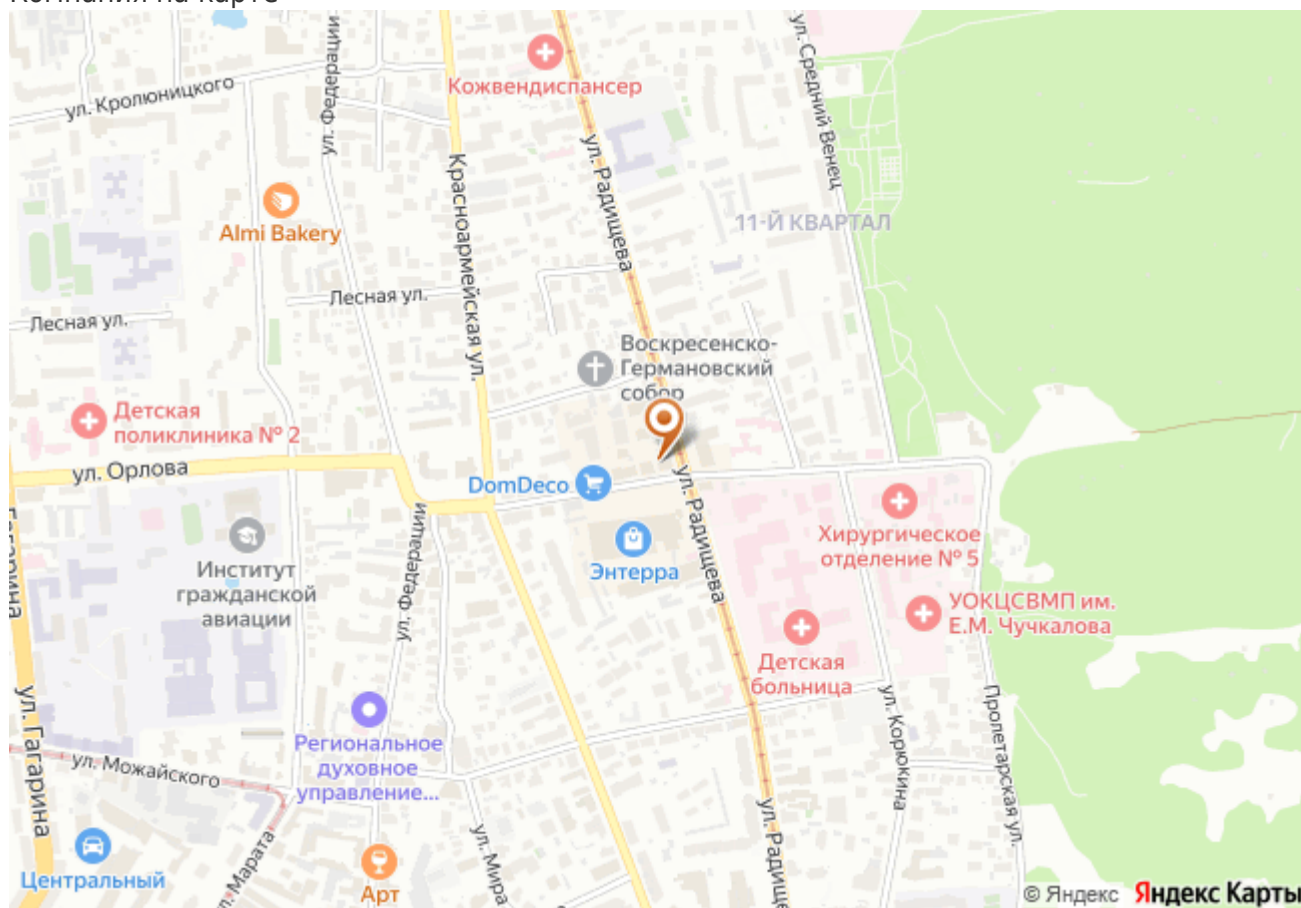 Компания на карте
ул. Кролюницкого
ул. Федерации
Кожвендиспансер
ул. Средний Венец
Красноармейская ул.
ул. Радищева
Almi Bakery
11-Й КВАРТАЛ
Лесная ул.
Лесная ул.
Воскресенско-
Германовский
собор
Детская
поликлиника № 2
ул. Орлова
DomDeco
ул. Радищева
Хирургическое
отделение № 5
Гагарина
Институт
гражданской
авиации
ул. Федерации
Энтерра
УОКЦСВМП им.
Е.М. Чучкалова
Детская
больница
ул. Гагарина
Региональное
духовное
управление...
ул. Можайского
ул. Корюкина
Пролетарская ул.
ул. Марата
ул. Мира
ул. Радище
Центральный
Арт
© Яндекс Яндекс Карты